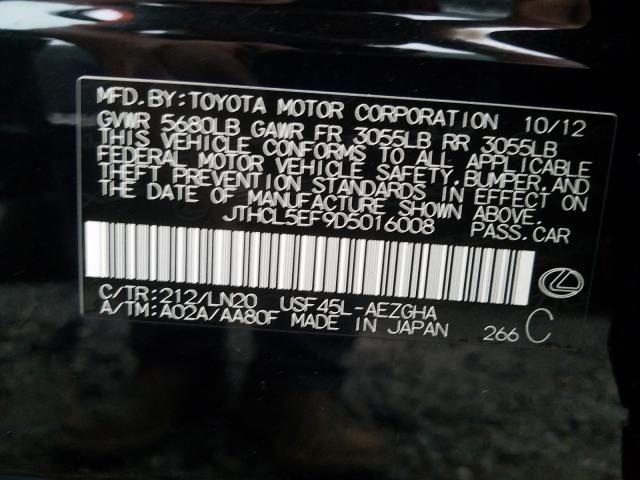 MFD.BY:TOYOTA MOTOR CORPORATION 10/12
GVWR 5680LB GAWR FR 3055LB RR 3055LB
THIS VEHICLE CONFORMS TO ALL APPLICABLE
FEDERAL MOTOR VEHICLE SAFETY,BUMPER,AND
THEFT PREVENTION STANDARDS IN EFFECT ON
THE DATE OF MANUFACTURE SHOWN ABOVE.
JTHCL5EF9D5016008 PASS.CAR
C/TR:212/LN20 USF45L-AEZGHA
A/TM:A02A/AA80F MADE IN JAPAN 266 C